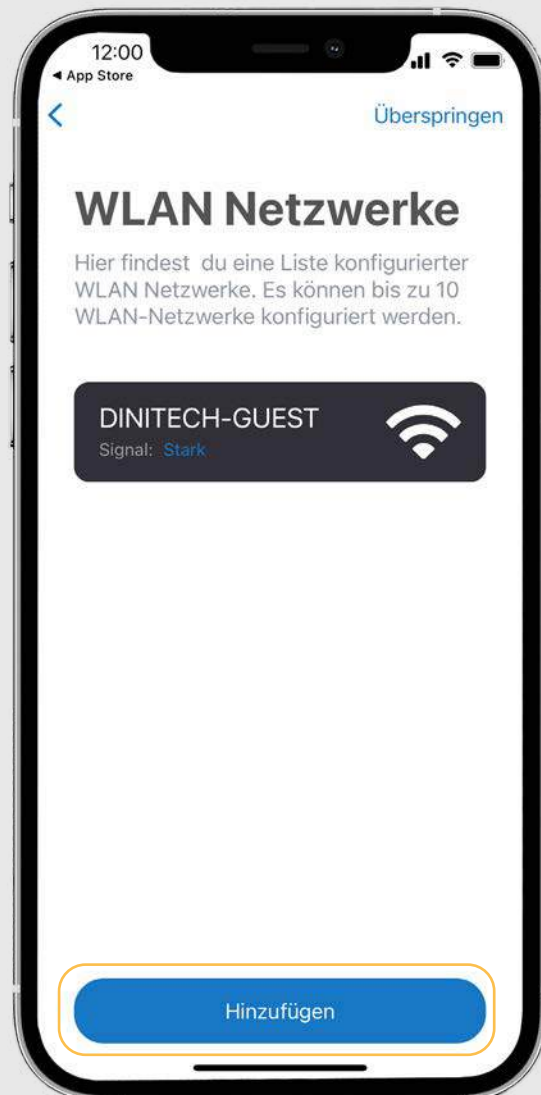 12:00
◀ App Store
Überspringen
WLAN Netzwerke
Hier findest du eine Liste konfigurierter
WLAN Netzwerke. Es können bis zu 10
WLAN-Netzwerke konfiguriert werden.
DINITECH-GUEST
Signal: Stark
Hinzufügen